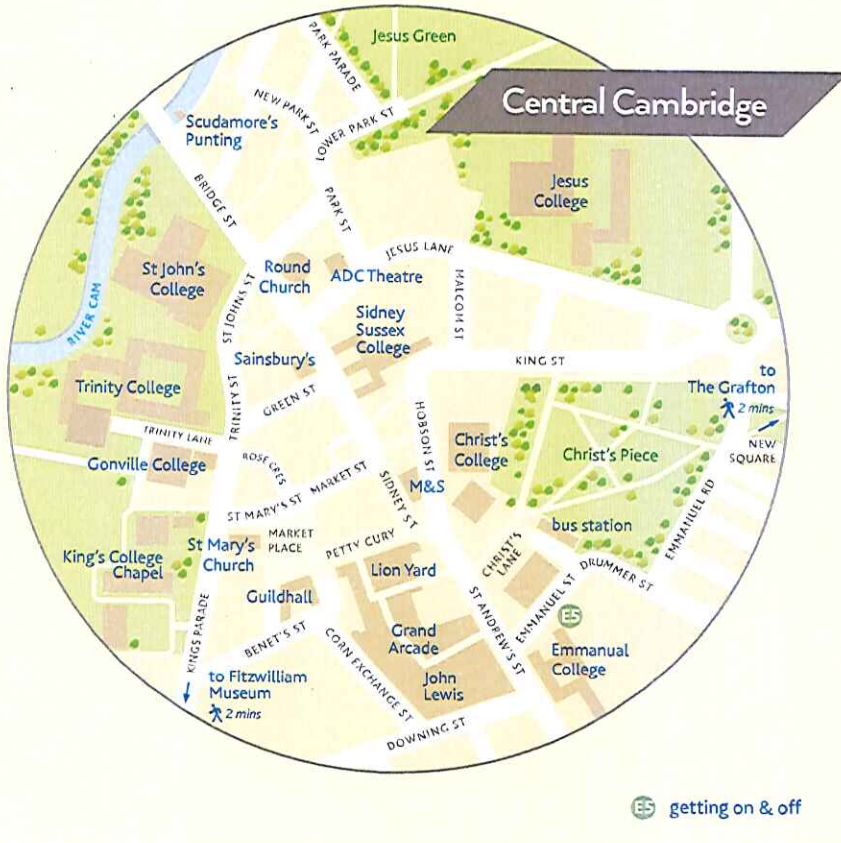 Central Cambridge
Jesus Green
PARK PARADE
NEW PARK ST
LOWER PARK ST
Scudamore's
Punting
BRIDGE ST
PARK ST
Jesus
College
JESUS LANE
St John's
College
Round
Church
ADC Theatre
MALCOM ST
ST JOHNS ST
RIVER CAM
Sidney
Sussex
College
Sainsbury's
KING ST
to
The Grafton
2 mins
NEW
SQUARE
Trinity College
TRINITY ST
GREEN ST
HOBSON ST
TRINITY LANE
Christ's
College
Christ's Piece
Gonville College
ROSE CRES
MARKET ST
ST MARY'S ST
SIDNEY ST
M&S
EMMANUEL RD
bus station
MARKET
PLACE
St Mary's
Church
King's College
Chapel
PETTY CURY
CHRIST'S
LANE
DRUMMER ST
Lion Yard
Guildhall
ST ANDREW'S ST
EMMANUEL ST
ES
KINGS PARADE
BENET'S ST
CORN EXCHANGE ST
Grand
Arcade
Emmanual
College
John
Lewis
to Fitzwilliam
Museum
2 mins
DOWNING ST
ES getting on & off